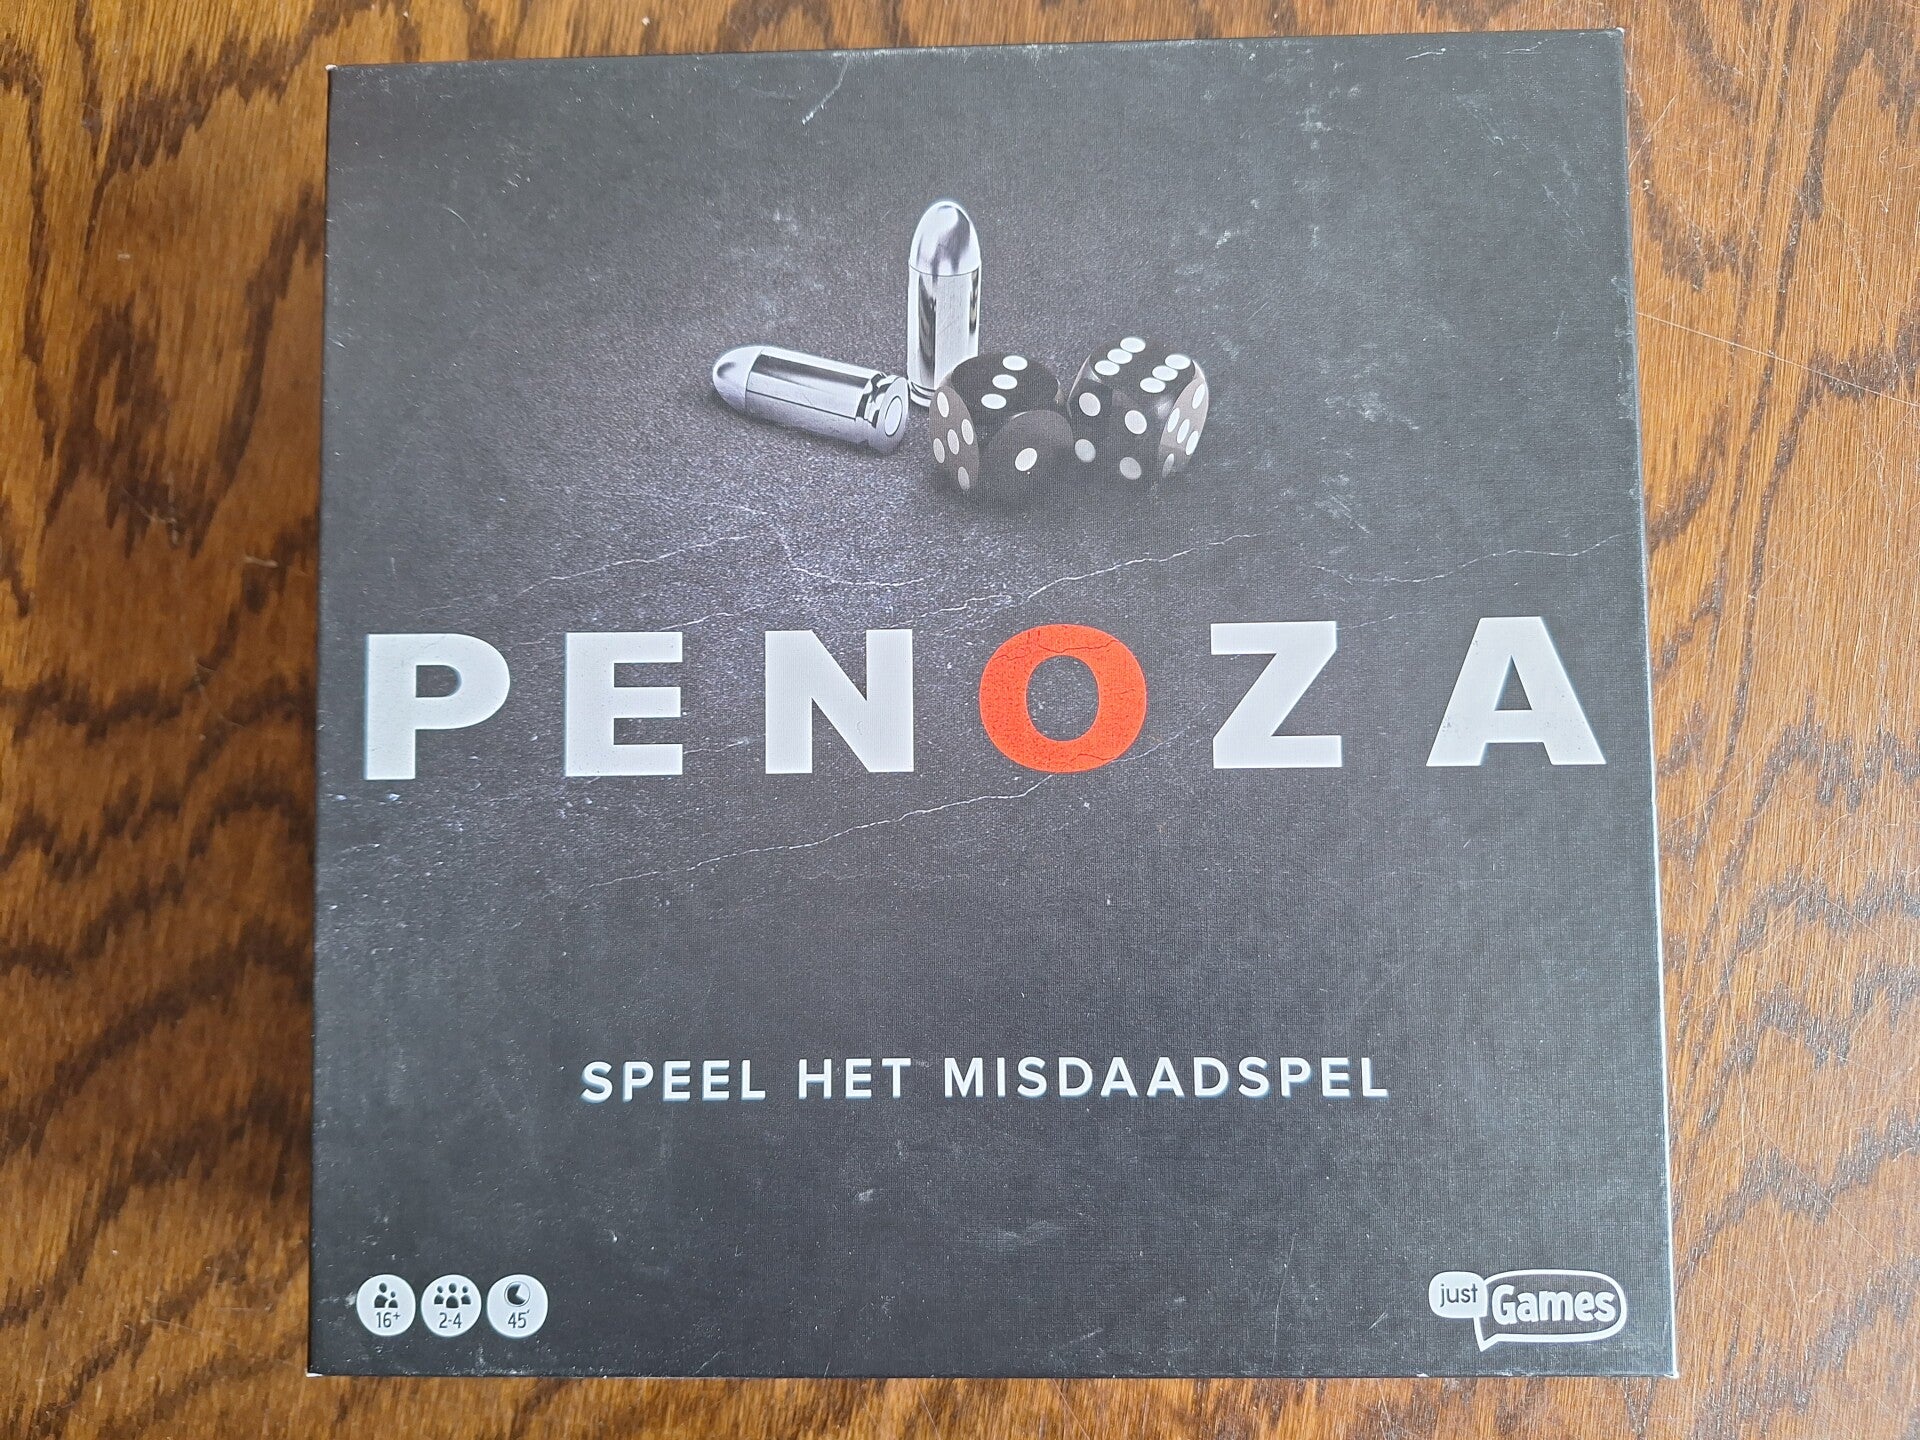 PENOZA
SPEEL HET MISDAADSPEL
16+
2-4
45'
just
Games